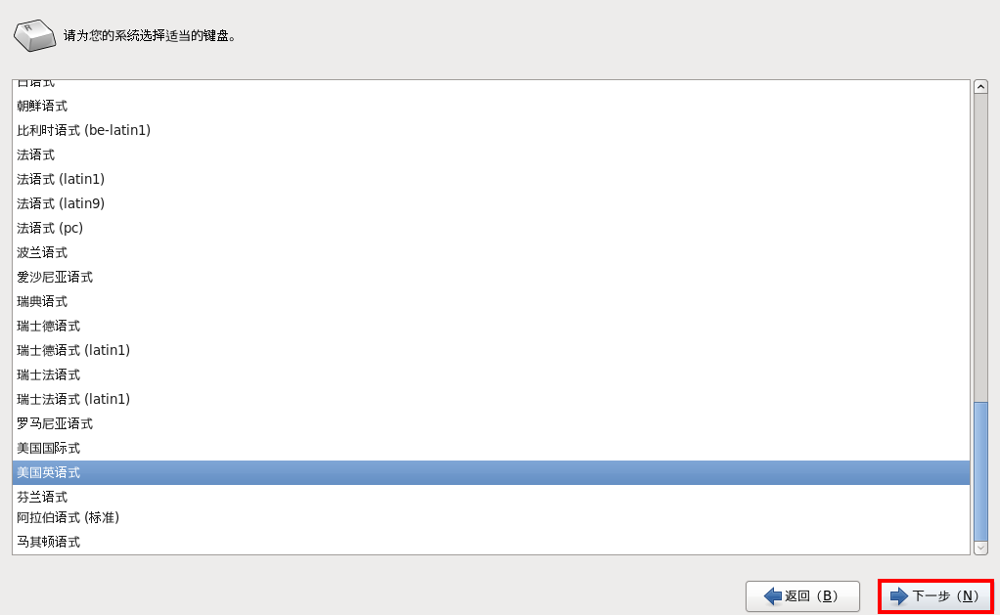 请为您的系统选择适当的键盘。
日语式
朝鲜语式
比利时语式 (be-latin1)
法语式
法语式 (latin1)
法语式 (latin9)
法语式 (pc)
波兰语式
爱沙尼亚语式
瑞典语式
瑞士德语式
瑞士德语式 (latin1)
瑞士法语式
瑞士法语式 (latin1)
罗马尼亚语式
美国国际式
美国英语式
芬兰语式
阿拉伯语式 (标准)
马其顿语式
返回（B）
下一步（N）